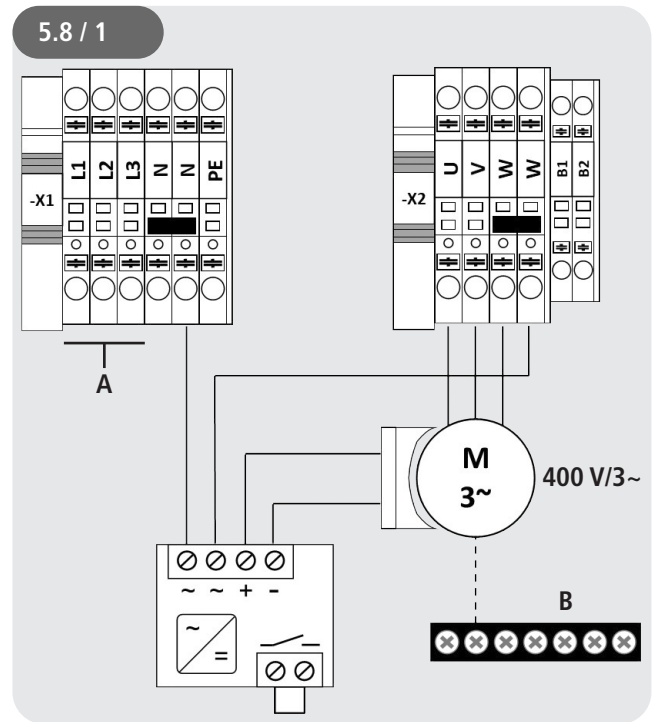 5.8 / 1
-X1
L1
L2
L3
N
N
PE
-X2
U
V
W
W
B1
B2
A
M
3~
400 V/3~
~ ~ + -
~
=
B